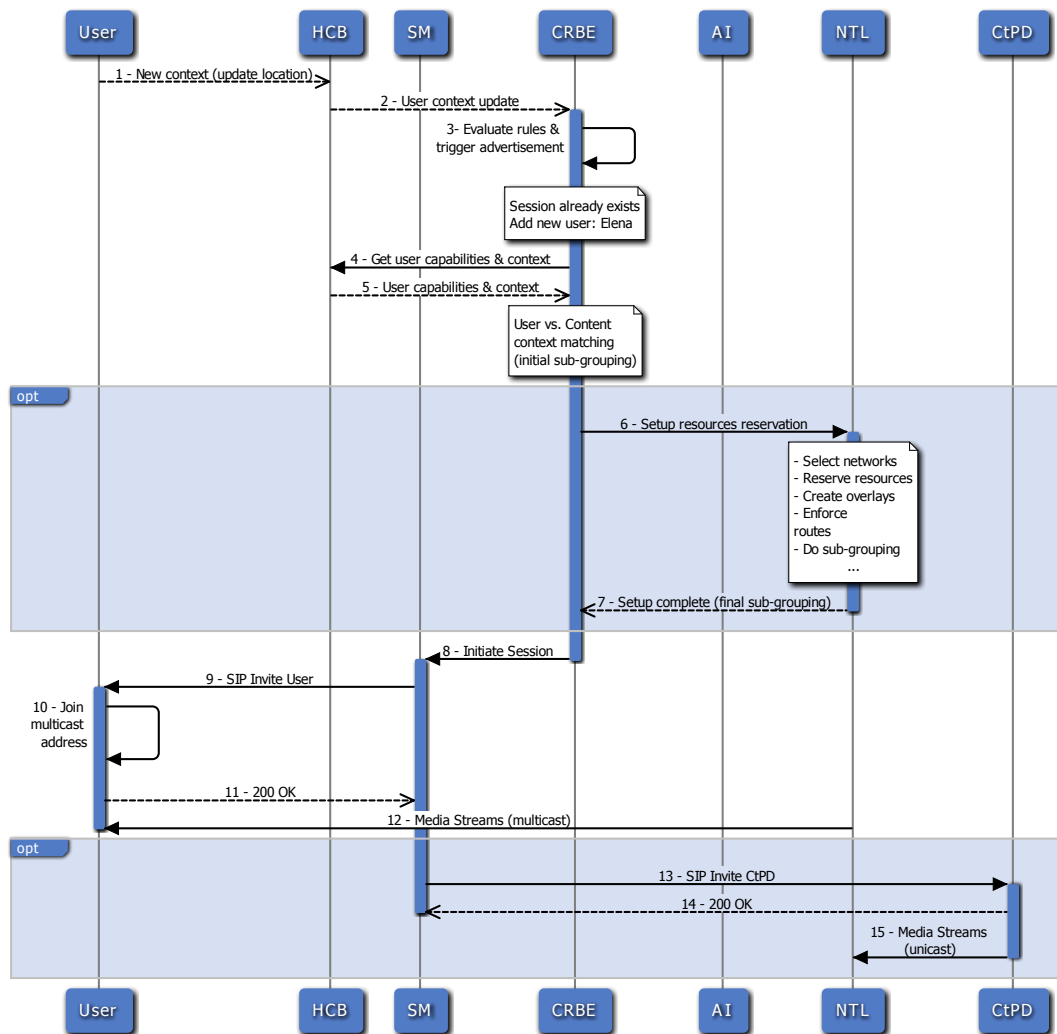 User
HCB
SM
CRBE
AI
NTL
CtPD
1 - New context (update location)
2 - User context update
3- Evaluate rules &
trigger advertisement
Session already exists
Add new user: Elena
4 - Get user capabilities & context
5 - User capabilities & context
User vs. Content
context matching
(initial sub-grouping)
opt
6 - Setup resources reservation
- Select networks
- Reserve resources
- Create overlays
- Enforce
routes
- Do sub-grouping
...
7 - Setup complete (final sub-grouping)
8 - Initiate Session
9 - SIP Invite User
10 - Join
multicast
address
11 - 200 OK
12 - Media Streams (multicast)
opt
13 - SIP Invite CtPD
14 - 200 OK
15 - Media Streams
(unicast)
User
HCB
SM
CRBE
AI
NTL
CtPD